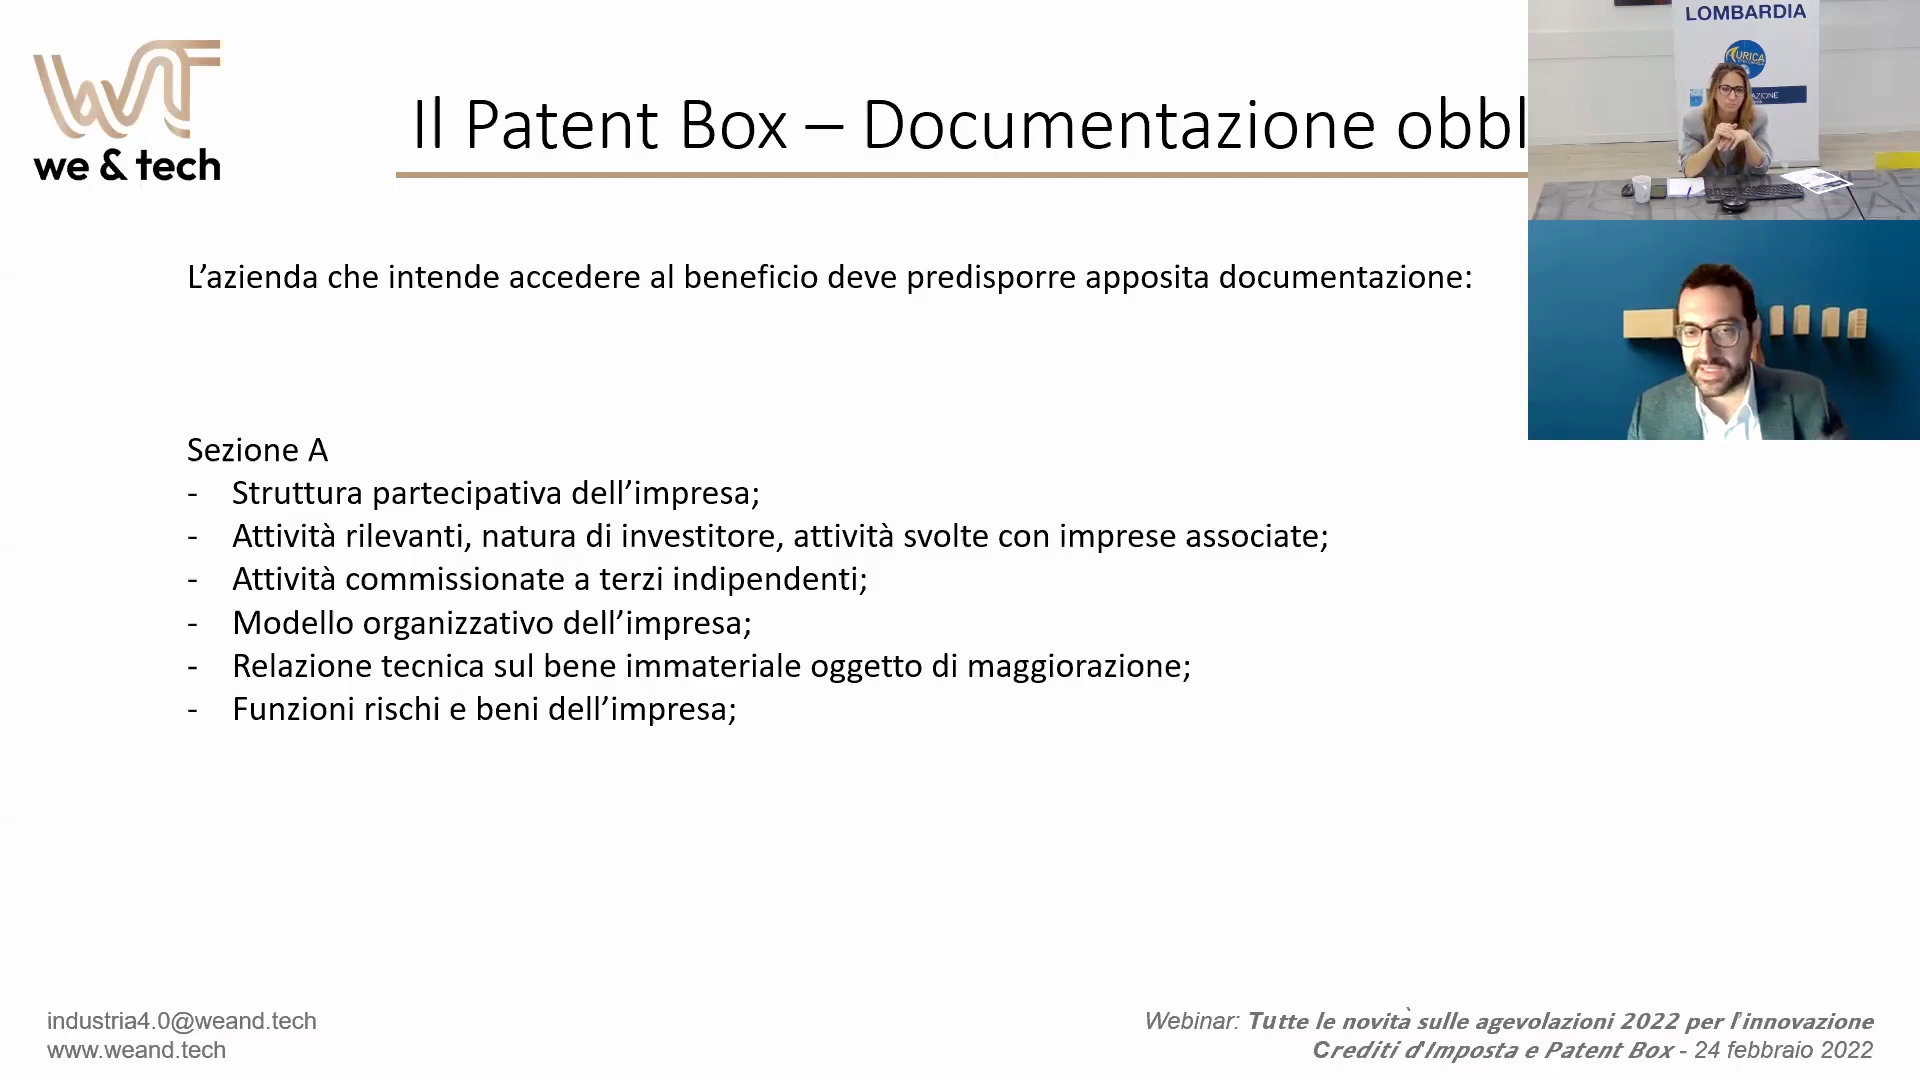 we & tech
Il Patent Box – Documentazione obbl
LOMBARDIA
URICA
AZIONE
L’azienda che intende accedere al beneficio deve predisporre apposita documentazione:
Sezione A
- Struttura partecipativa dell’impresa;
- Attività rilevanti, natura di investitore, attività svolte con imprese associate;
- Attività commissionate a terzi indipendenti;
- Modello organizzativo dell’impresa;
- Relazione tecnica sul bene immateriale oggetto di maggiorazione;
- Funzioni rischi e beni dell’impresa;
industria4.0@weand.tech
www.weand.tech
Webinar: Tutte le novità sulle agevolazioni 2022 per l'innovazione
Crediti d'Imposta e Patent Box - 24 febbraio 2022